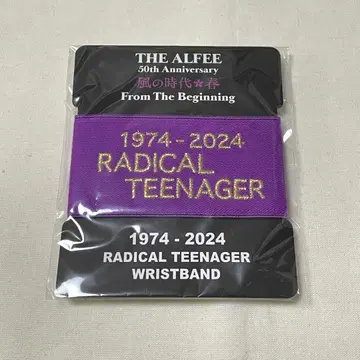 THE ALFEE
50th Anniversary
風の時代✲春
From The Beginning
1974-2024
RADICAL
TEENAGER
1974 - 2024
RADICAL TEENAGER
WRISTBAND